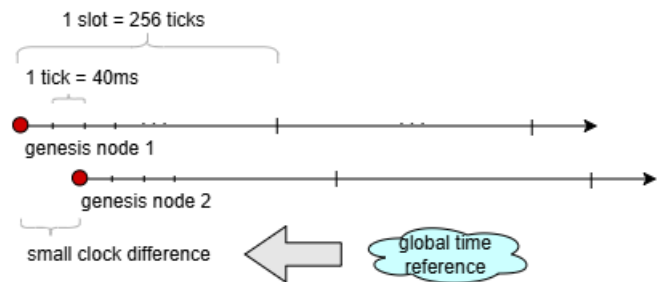 1 slot = 256 ticks
1 tick = 40ms
. . .
. . .
genesis node 1
genesis node 2
small clock difference
global time
reference